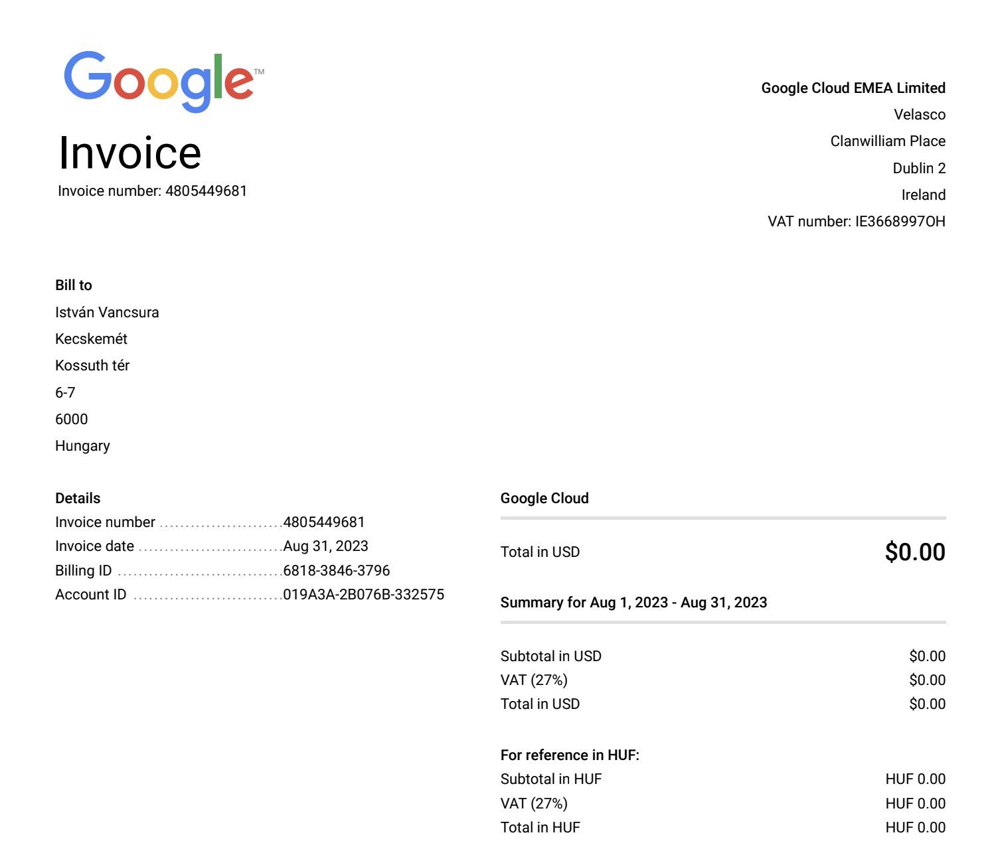 Google™
Invoice
Invoice number: 4805449681
Google Cloud EMEA Limited
Velasco
Clanwilliam Place
Dublin 2
Ireland
VAT number: IE3668997OH
Bill to
István Vancsura
Kecskemét
Kossuth tér
6-7
6000
Hungary
Details
Invoice number ........................4805449681
Invoice date ............................Aug 31, 2023
Billing ID ................................6818-3846-3796
Account ID .............................019A3A-2B076B-332575
Google Cloud
Total in USD $0.00
Summary for Aug 1, 2023 - Aug 31, 2023
Subtotal in USD $0.00
VAT (27%) $0.00
Total in USD $0.00
For reference in HUF:
Subtotal in HUF HUF 0.00
VAT (27%) HUF 0.00
Total in HUF HUF 0.00